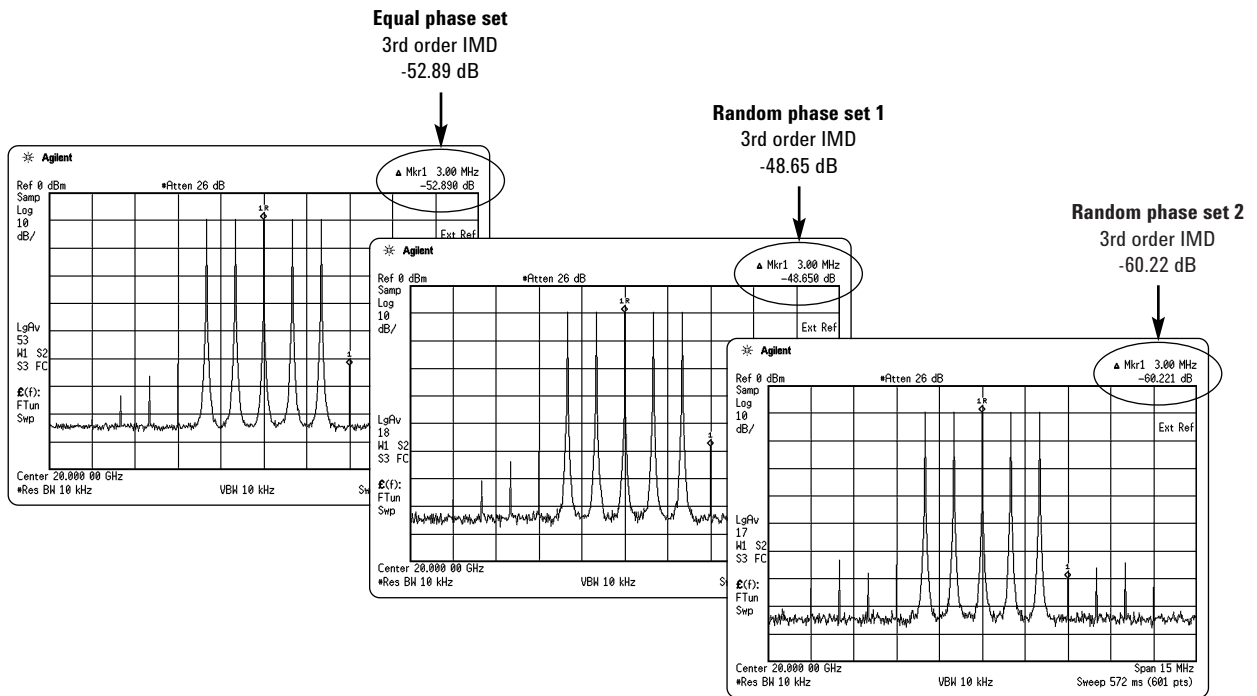 Equal phase set
3rd order IMD
-52.89 dB
Random phase set 1
3rd order IMD
-48.65 dB
Random phase set 2
3rd order IMD
-60.22 dB
Agilent
Δ Mkr1 3.00 MHz
-52.890 dB
Ref 0 dBm
*Atten 26 dB
Samp
Log
10
dB/
1R
Ext Ref
LgAv
53
W1 S2
S3 FC
1
£(f):
FTun
Swp
Center 20.000 00 GHz
*Res BW 10 kHz
VBW 10 kHz
Agilent
Δ Mkr1 3.00 MHz
-48.650 dB
Ref 0 dBm
*Atten 26 dB
Samp
Log
10
dB/
1R
Ext Ref
LgAv
18
W1 S2
S3 FC
1
£(f):
FTun
Swp
Center 20.000 00 GHz
*Res BW 10 kHz
VBW 10 kHz
Agilent
Δ Mkr1 3.00 MHz
-60.221 dB
Ref 0 dBm
*Atten 26 dB
Samp
Log
10
dB/
1R
Ext Ref
LgAv
17
W1 S2
S3 FC
1
£(f):
FTun
Swp
Center 20.000 00 GHz
Span 15 MHz
*Res BW 10 kHz
VBW 10 kHz
Sweep 572 ms (601 pts)